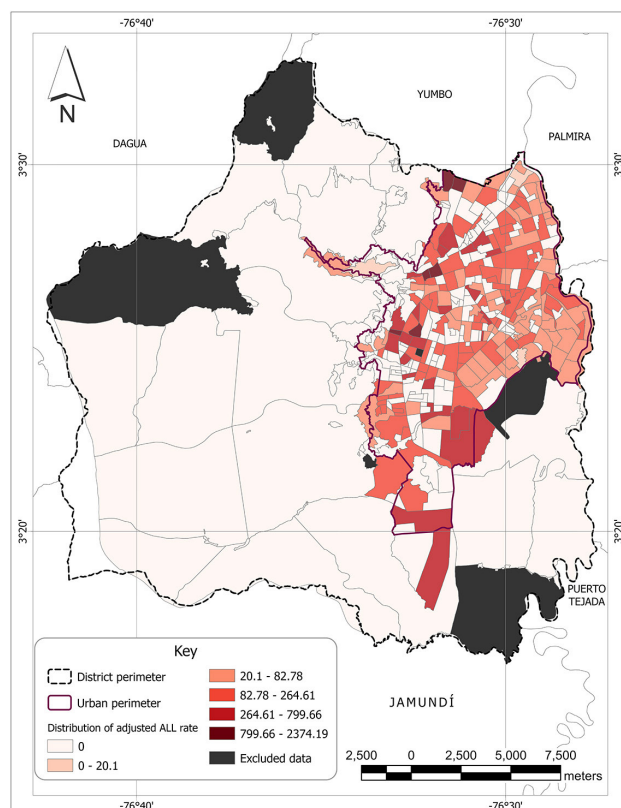 -76°40' -76°30'
YUMBO
N
DAGUA
PALMIRA
3°30' 3°30'
3°20' 3°20'
PUERTO
TEJADA
Key
District perimeter
Urban perimeter
Distribution of adjusted ALL rate
0
0 - 20.1
20.1 - 82.78
82.78 - 264.61
264.61 - 799.66
799.66 - 2374.19
Excluded data
JAMUNDÍ
2,500 0 2,500 5,000 7,500
meters
-76°40' -76°30'